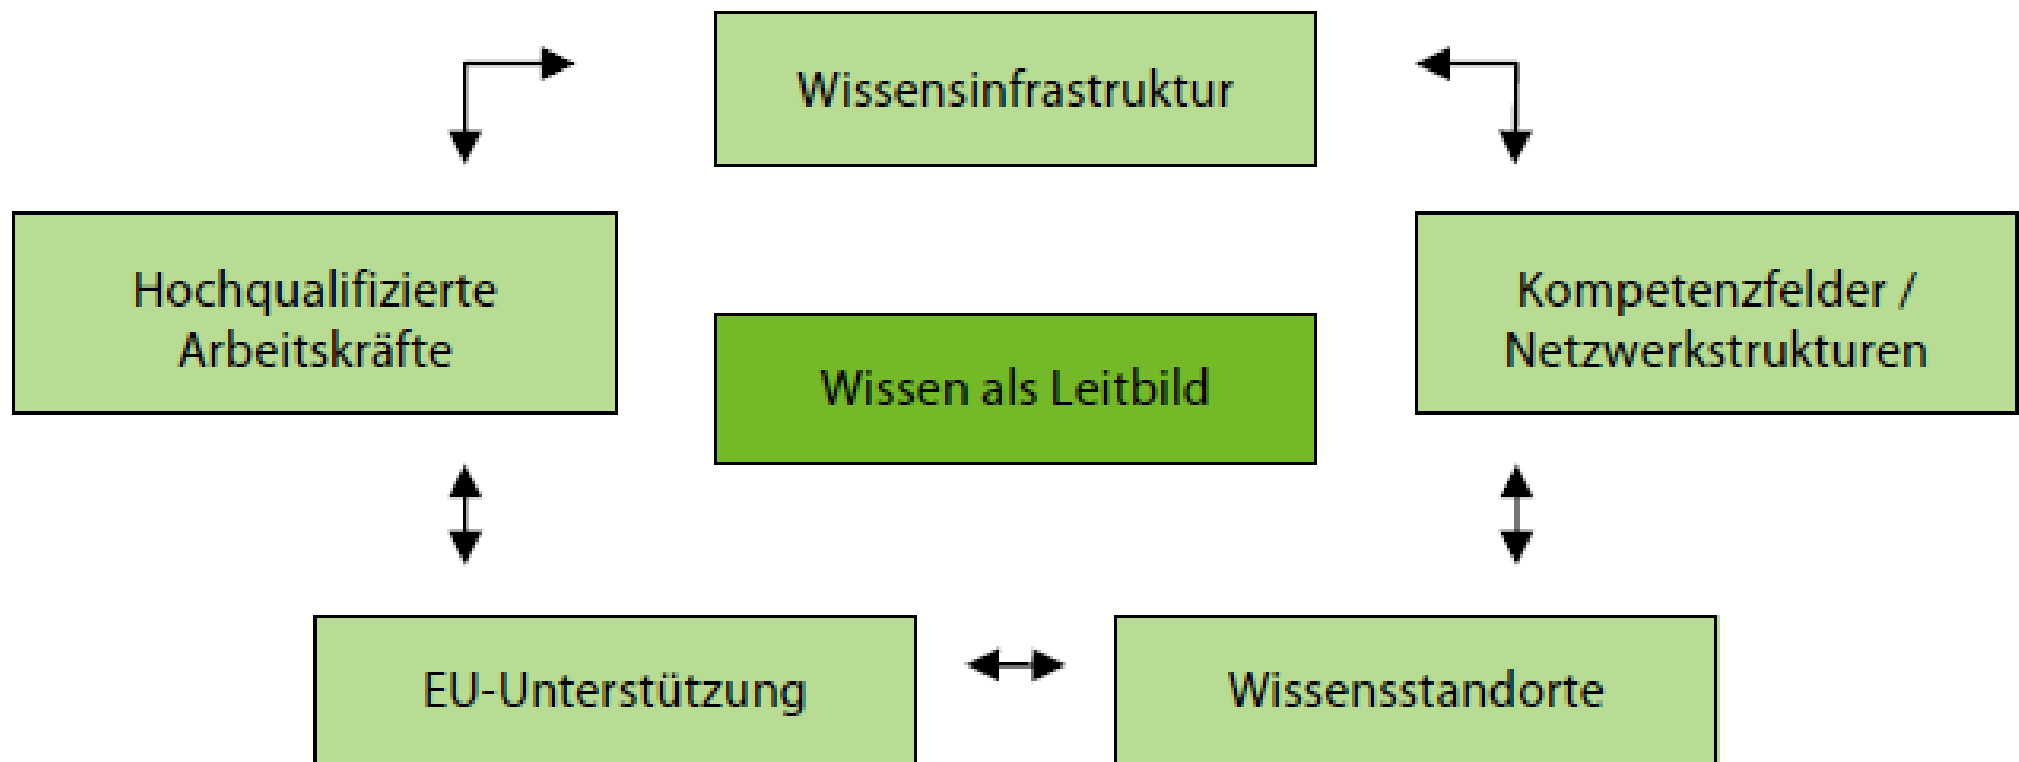 Wissensinfrastruktur
Hochqualifizierte
Arbeitskräfte
Kompetenzfelder /
Netzwerkstrukturen
Wissen als Leitbild
EU-Unterstützung
Wissensstandorte